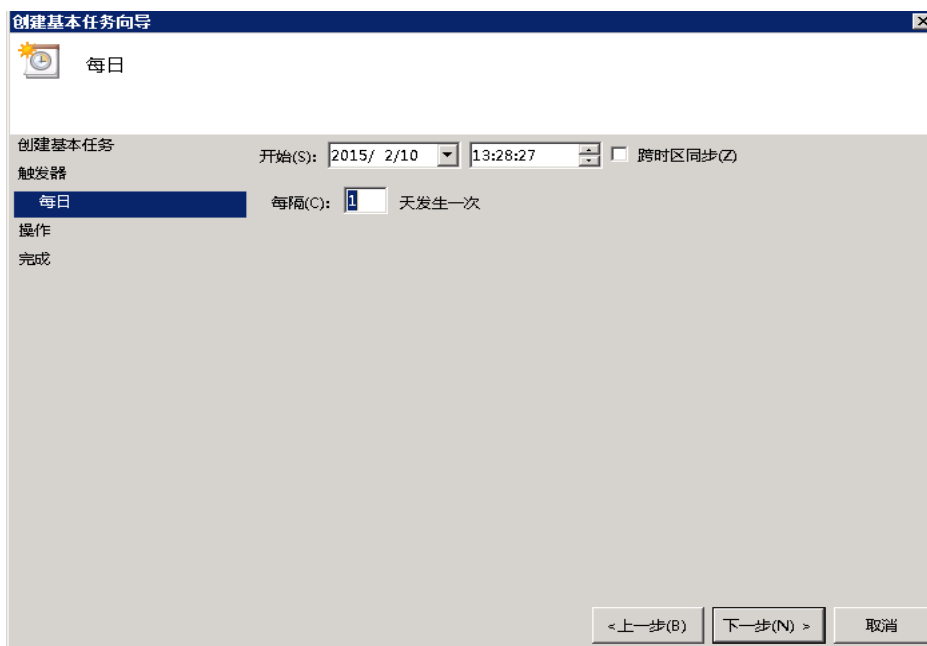 创建基本任务向导
每日
创建基本任务
触发器
每日
操作
完成
开始(S): 2015/ 2/10 13:28:27 跨时区同步(Z)
每隔(C): 1 天发生一次
<上一步(B) 下一步(N) > 取消